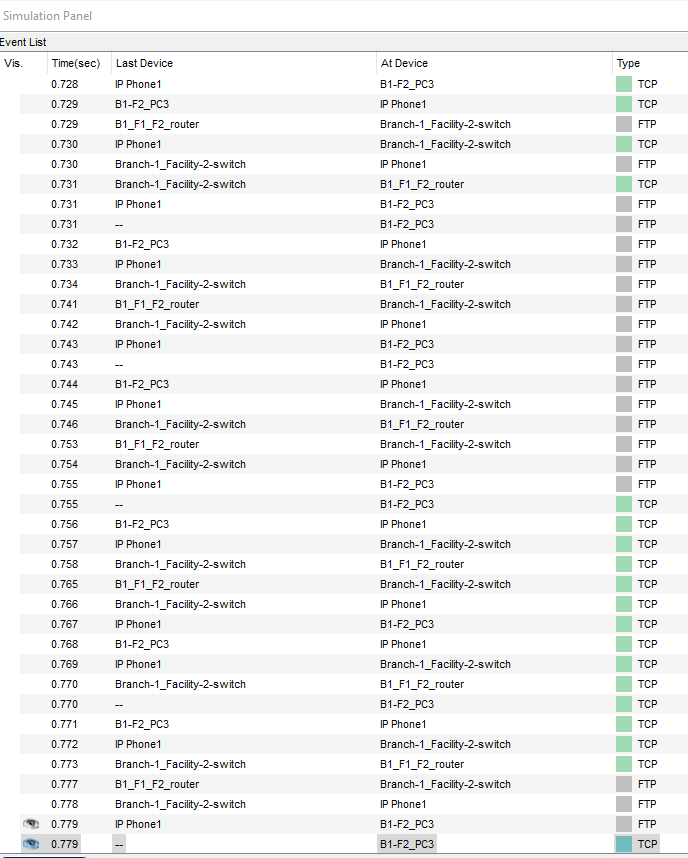 Simulation Panel
Event List
Vis. Time(sec) Last Device At Device Type
0.728 IP Phone1 B1-F2_PC3 TCP
0.729 B1-F2_PC3 IP Phone1 TCP
0.729 B1_F1_F2_router Branch-1_Facility-2-switch FTP
0.730 IP Phone1 Branch-1_Facility-2-switch TCP
0.730 Branch-1_Facility-2-switch IP Phone1 FTP
0.731 Branch-1_Facility-2-switch B1_F1_F2_router TCP
0.731 IP Phone1 B1-F2_PC3 FTP
0.731 -- B1-F2_PC3 FTP
0.732 B1-F2_PC3 IP Phone1 FTP
0.733 IP Phone1 Branch-1_Facility-2-switch FTP
0.734 Branch-1_Facility-2-switch B1_F1_F2_router FTP
0.741 B1_F1_F2_router Branch-1_Facility-2-switch FTP
0.742 Branch-1_Facility-2-switch IP Phone1 FTP
0.743 IP Phone1 B1-F2_PC3 FTP
0.743 -- B1-F2_PC3 FTP
0.744 B1-F2_PC3 IP Phone1 FTP
0.745 IP Phone1 Branch-1_Facility-2-switch FTP
0.746 Branch-1_Facility-2-switch B1_F1_F2_router FTP
0.753 B1_F1_F2_router Branch-1_Facility-2-switch FTP
0.754 Branch-1_Facility-2-switch IP Phone1 FTP
0.755 IP Phone1 B1-F2_PC3 FTP
0.755 -- B1-F2_PC3 TCP
0.756 B1-F2_PC3 IP Phone1 TCP
0.757 IP Phone1 Branch-1_Facility-2-switch TCP
0.758 Branch-1_Facility-2-switch B1_F1_F2_router TCP
0.765 B1_F1_F2_router Branch-1_Facility-2-switch TCP
0.766 Branch-1_Facility-2-switch IP Phone1 TCP
0.767 IP Phone1 B1-F2_PC3 TCP
0.768 B1-F2_PC3 IP Phone1 TCP
0.769 IP Phone1 Branch-1_Facility-2-switch TCP
0.770 Branch-1_Facility-2-switch B1_F1_F2_router TCP
0.770 -- B1-F2_PC3 TCP
0.771 B1-F2_PC3 IP Phone1 TCP
0.772 IP Phone1 Branch-1_Facility-2-switch TCP
0.773 Branch-1_Facility-2-switch B1_F1_F2_router TCP
0.777 B1_F1_F2_router Branch-1_Facility-2-switch FTP
0.778 Branch-1_Facility-2-switch IP Phone1 FTP
0.779 IP Phone1 B1-F2_PC3 FTP
0.779 -- B1-F2_PC3 TCP